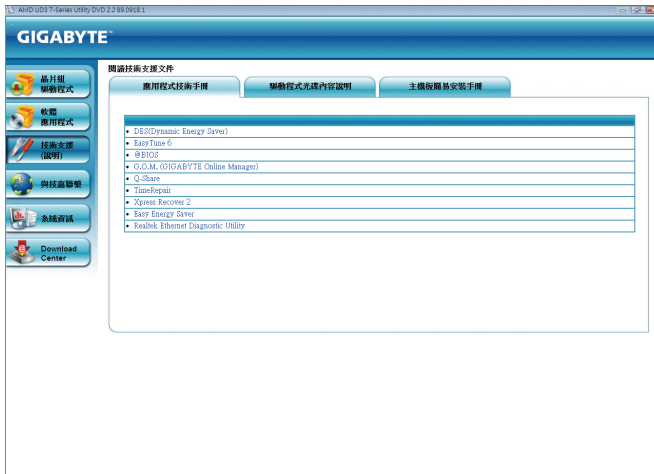 AMD UD3 7-Series Utility DVD 2.2 B9.0918.1
GIGABYTE™
晶片組
驅動程式
軟體
應用程式
技術支援
(說明)
與技嘉聯繫
系統資訊
Download
Center
閱讀技術支援文件
應用程式技術手冊
驅動程式光碟內容說明
主機板簡易安裝手冊
• DES(Dynamic Energy Saver)
• EasyTune 6
• @BIOS
• G.O.M. (GIGABYTE Online Manager)
• Q-Share
• TimeRepair
• Xpress Recover 2
• Easy Energy Saver
• Realtek Ethernet Diagnostic Utility